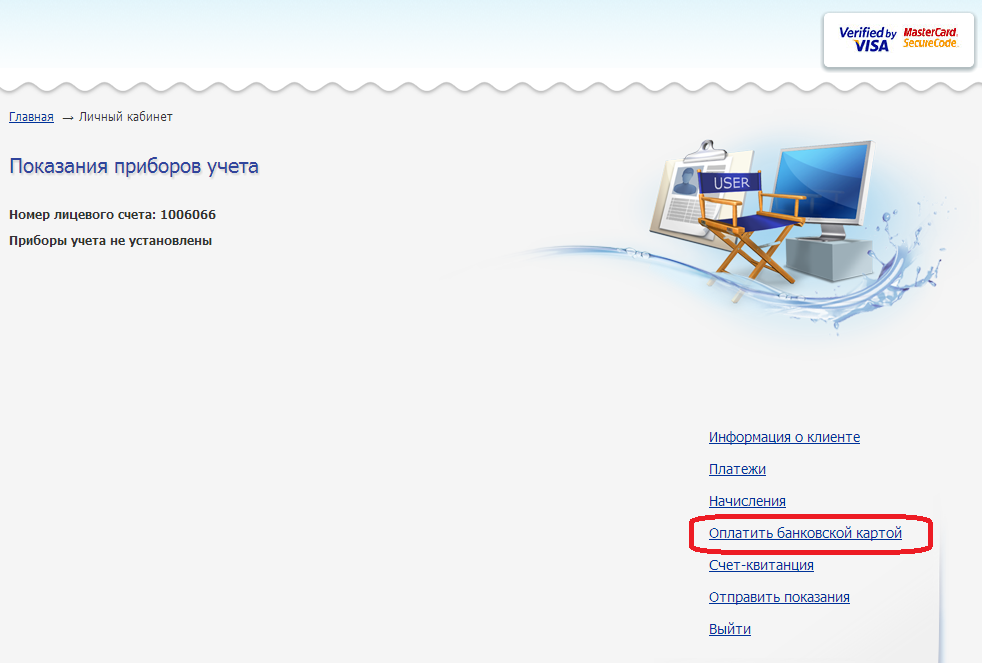 Verified by
VISA
MasterCard.
SecureCode.
Главная → Личный кабинет
Показания приборов учета
USER
Номер лицевого счета: 1006066
Приборы учета не установлены
Информация о клиенте
Платежи
Начисления
Оплатить банковской картой
Счет-квитанция
Отправить показания
Выйти